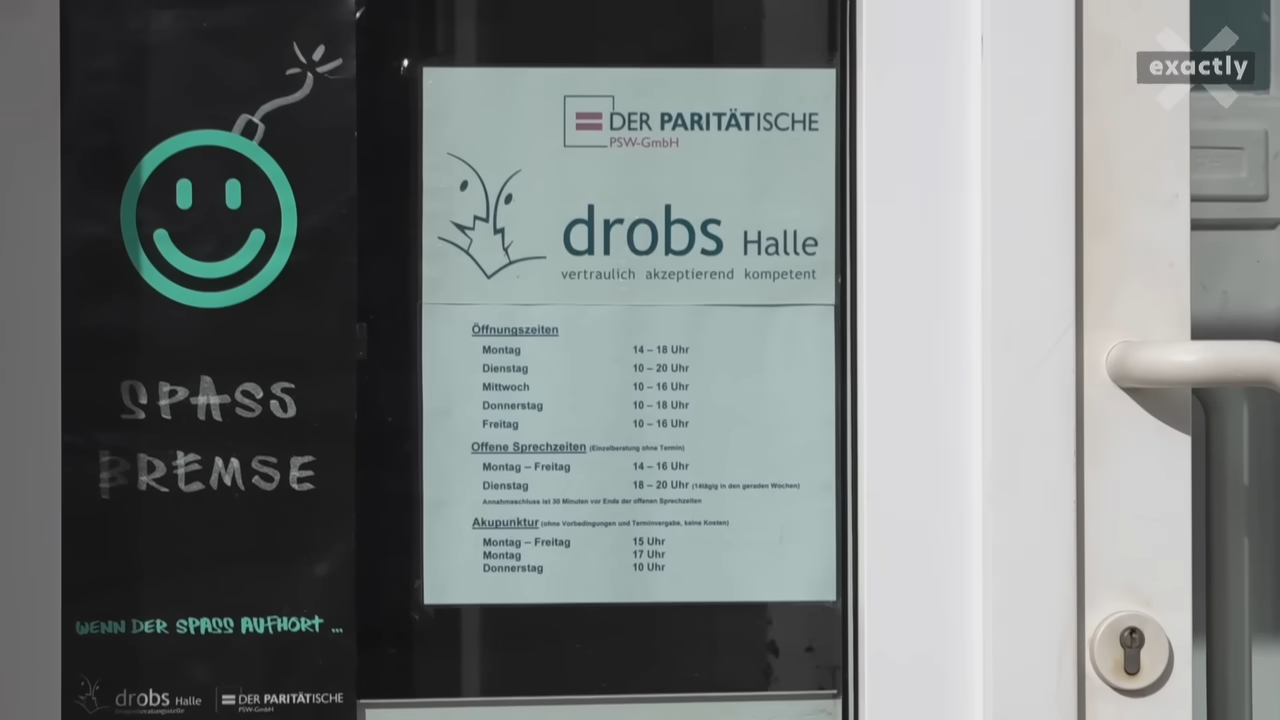 exactly
SPASS
BREMSE
WENN DER SPASS AUFHÖRT ...
drobs Halle
DER PARITÄTISCHE
PSW-GmbH
DER PARITÄTISCHE
PSW-GmbH
drobs Halle
vertraulich akzeptierend kompetent
Öffnungszeiten
Montag 14 – 18 Uhr
Dienstag 10 – 20 Uhr
Mittwoch 10 – 16 Uhr
Donnerstag 10 – 18 Uhr
Freitag 10 – 16 Uhr
Offene Sprechzeiten (Einzelberatung ohne Termin)
Montag – Freitag 14 – 16 Uhr
Dienstag 18 – 20 Uhr (14tägig in den geraden Wochen)
Annahmeschluss ist 30 Minuten vor Ende der offenen Sprechzeiten
Akupunktur (ohne Vorbedingungen und Terminvergabe, keine Kosten)
Montag – Freitag 15 Uhr
Montag 17 Uhr
Donnerstag 10 Uhr